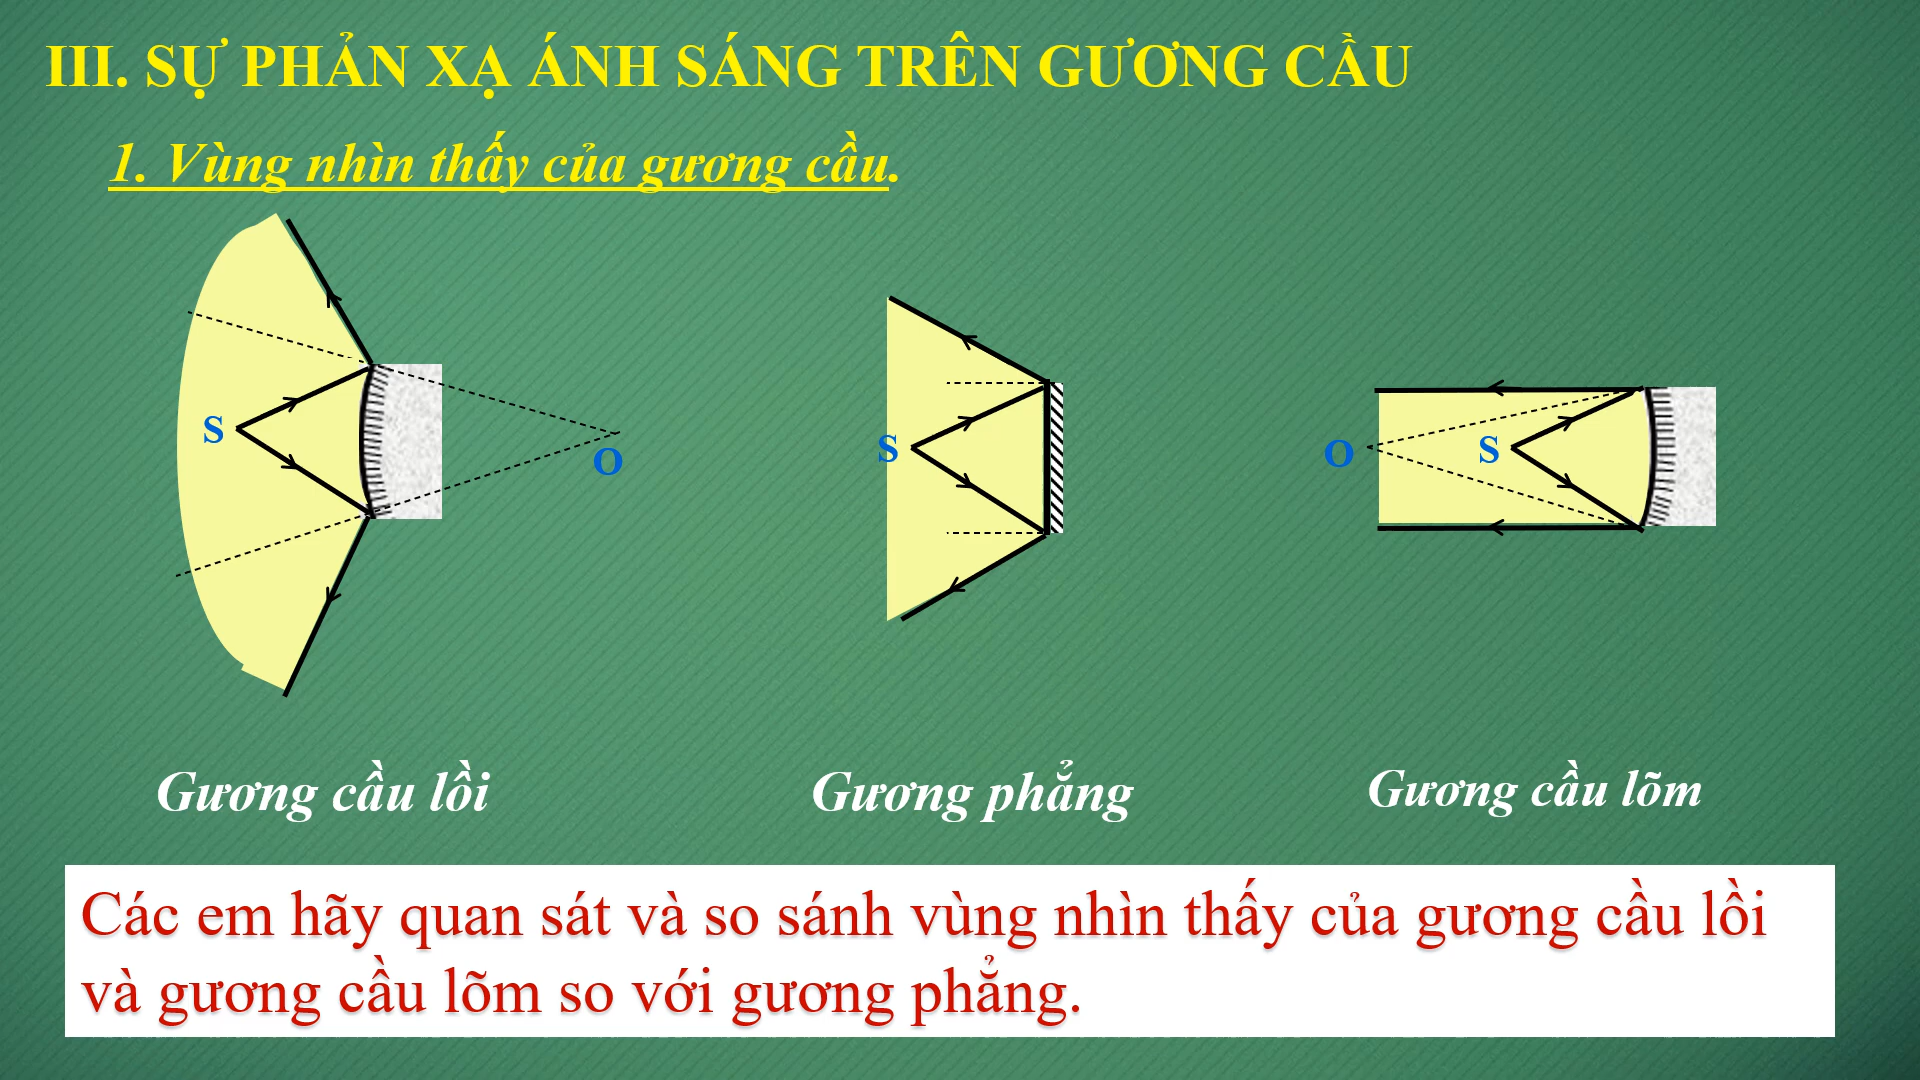 III. SỰ PHẢN XẠ ÁNH SÁNG TRÊN GƯƠNG CẦU
1. Vùng nhìn thấy của gương cầu.
S
O
S
O
S
Gương cầu lồi
Gương phẳng
Gương cầu lõm
Các em hãy quan sát và so sánh vùng nhìn thấy của gương cầu lồi
và gương cầu lõm so với gương phẳng.